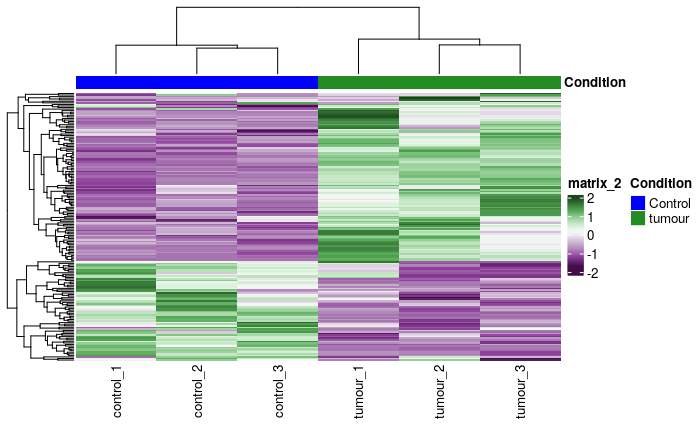 Condition
matrix_2
2
1
0
-1
-2
Condition
Control
tumour
control_1
control_2
control_3
tumour_1
tumour_2
tumour_3